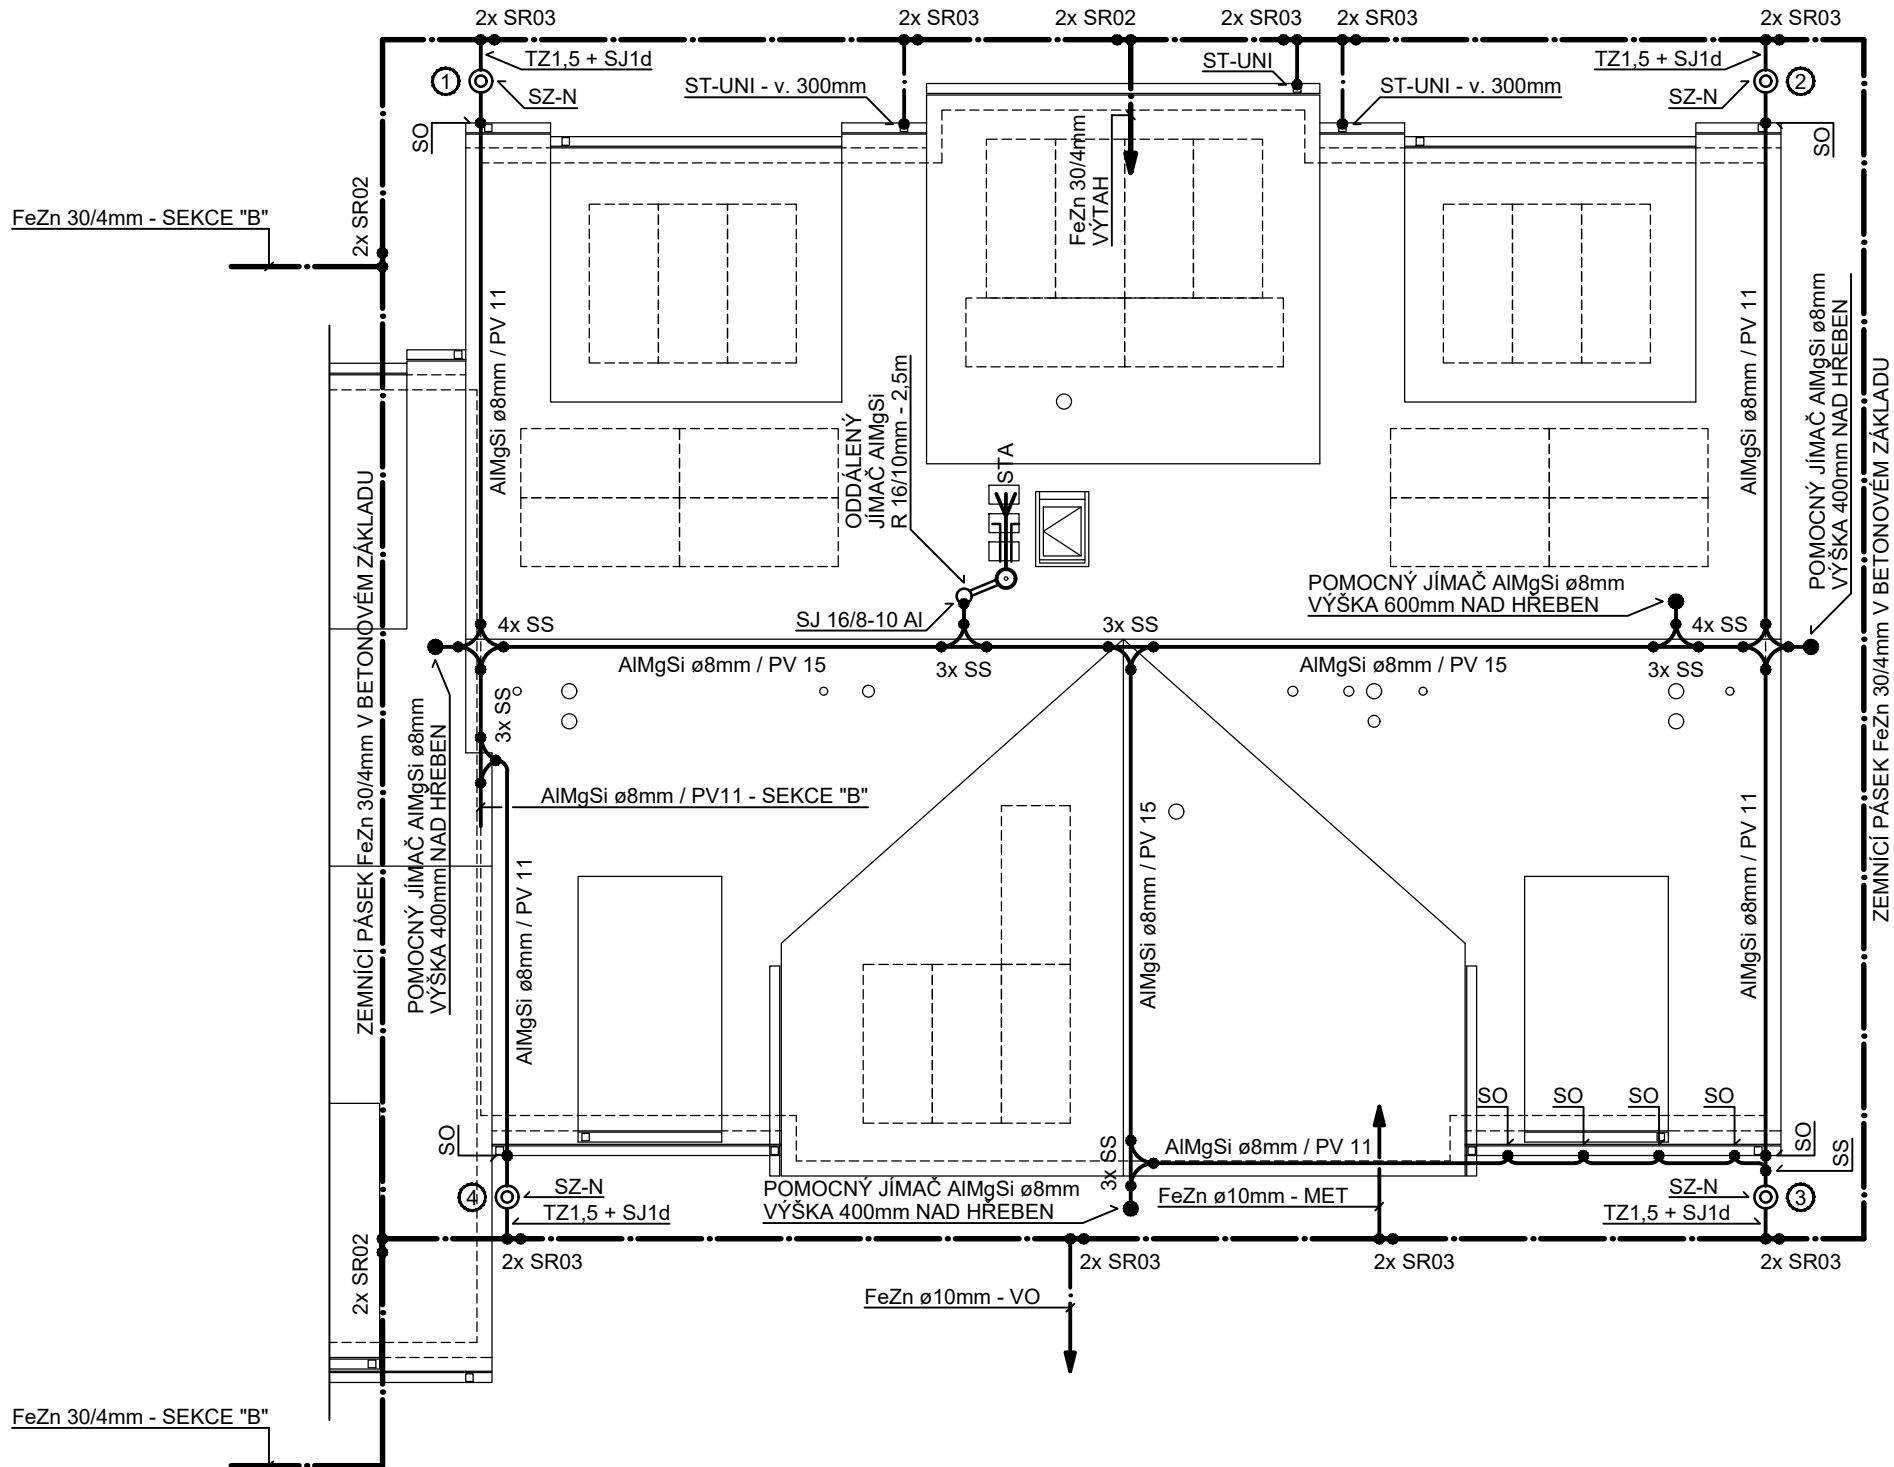 2x SR03
2x SR03
2x SR02
2x SR03
2x SR03
2x SR03
TZ1,5 + SJ1d
ST-UNI
TZ1,5 + SJ1d
1
SZ-N
ST-UNI - v. 300mm
ST-UNI - v. 300mm
SZ-N
2
SO
SO
FeZn 30/4mm
VÝTAH
FeZn 30/4mm - SEKCE "B"
2x SR02
AlMgSi ø8mm / PV 11
AlMgSi ø8mm / PV 11
POMOCNÝ JÍMAČ AlMgSi ø8mm
VÝŠKA 400mm NAD HŘEBEN
ZEMNÍCÍ PÁSEK FeZn 30/4mm V BETONOVÉM ZÁKLADU
ODDÁLENÝ
JÍMAČ AlMgSi
R 16/10mm - 2,5m
STA
ZEMNÍCÍ PÁSEK FeZn 30/4mm V BETONOVÉM ZÁKLADU
POMOCNÝ JÍMAČ AlMgSi ø8mm
VÝŠKA 600mm NAD HŘEBEN
SJ 16/8-10 Al
4x SS
3x SS
4x SS
AlMgSi ø8mm / PV 15
3x SS
AlMgSi ø8mm / PV 15
3x SS
3x SS
POMOCNÝ JÍMAČ AlMgSi ø8mm
VÝŠKA 400mm NAD HŘEBEN
AlMgSi ø8mm / PV11 - SEKCE "B"
AlMgSi ø8mm / PV 11
AlMgSi ø8mm / PV 15
AlMgSi ø8mm / PV 11
SO
SO
SO
SO
SO
3x SS
AlMgSi ø8mm / PV 11
SO
SS
4
SZ-N
POMOCNÝ JÍMAČ AlMgSi ø8mm
VÝŠKA 400mm NAD HŘEBEN
FeZn ø10mm - MET
SZ-N
3
TZ1,5 + SJ1d
TZ1,5 + SJ1d
2x SR02
2x SR03
2x SR03
2x SR03
2x SR03
FeZn ø10mm - VO
FeZn 30/4mm - SEKCE "B"